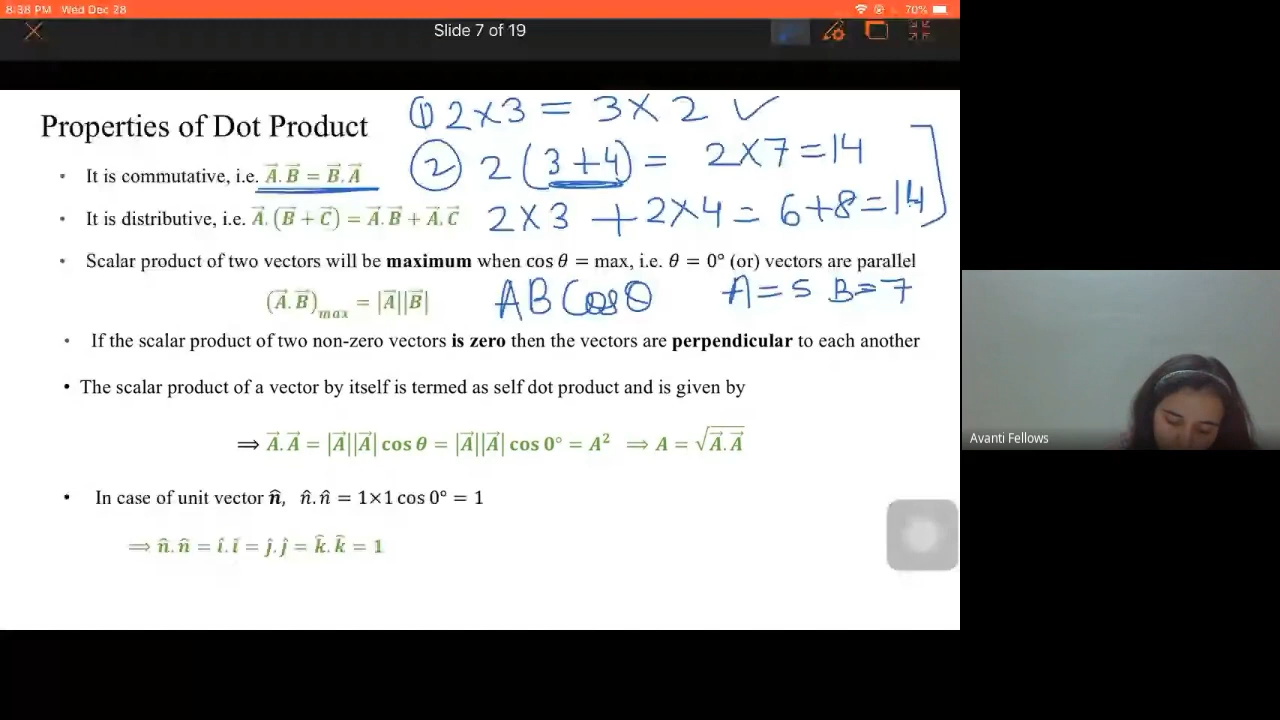 8:38 PM Wed Dec 28
70%
Slide 7 of 19
Properties of Dot Product
① 2×3 = 3×2 ✓
② 2(3+4) = 2×7=14
• It is commutative, i.e. A⃗. B⃗ = B⃗. A⃗
• It is distributive, i.e. A⃗. (B⃗ + C⃗) = A⃗. B⃗ + A⃗. C⃗
2×3 + 2×4 = 6+8=14
• Scalar product of two vectors will be maximum when cos θ = max, i.e. θ = 0° (or) vectors are parallel
(A⃗. B⃗)max = |A⃗||B⃗|
AB Cosθ A=5 B=7
• If the scalar product of two non-zero vectors is zero then the vectors are perpendicular to each another
• The scalar product of a vector by itself is termed as self dot product and is given by
⟹ A⃗. A⃗ = |A⃗||A⃗| cos θ = |A⃗||A⃗| cos 0° = A² ⟹ A = √A⃗. A⃗
• In case of unit vector n̂, n̂. n̂ = 1×1 cos 0° = 1
⟹ n̂. n̂ = î. î = ĵ. ĵ = k̂. k̂ = 1
Avanti Fellows